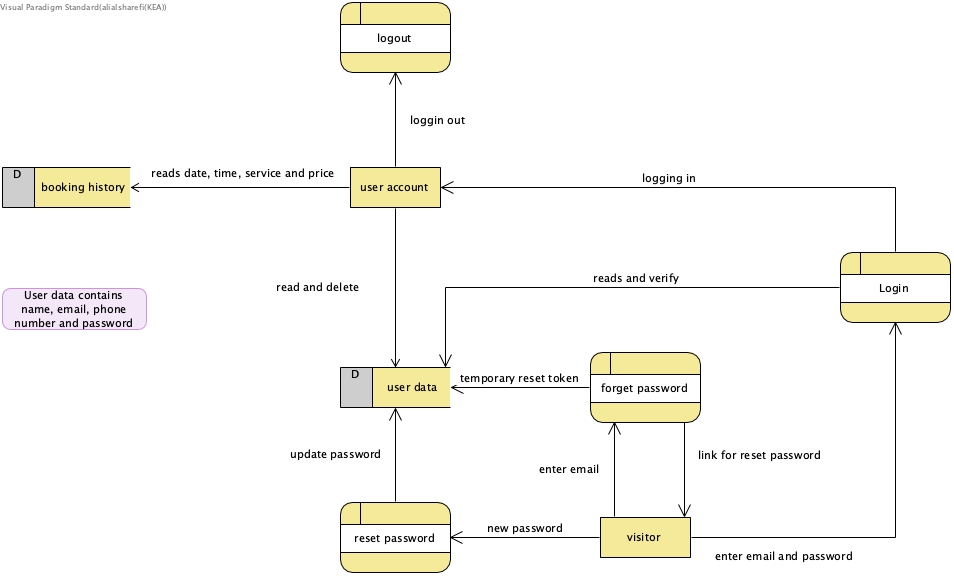 Visual Paradigm Standard(alialsharefi(KEA))
logout
loggin out
D
booking history
reads date, time, service and price
user account
logging in
read and delete
reads and verify
Login
User data contains
name, email, phone
number and password
D
user data
temporary reset token
forget password
update password
enter email
link for reset password
reset password
new password
visitor
enter email and password